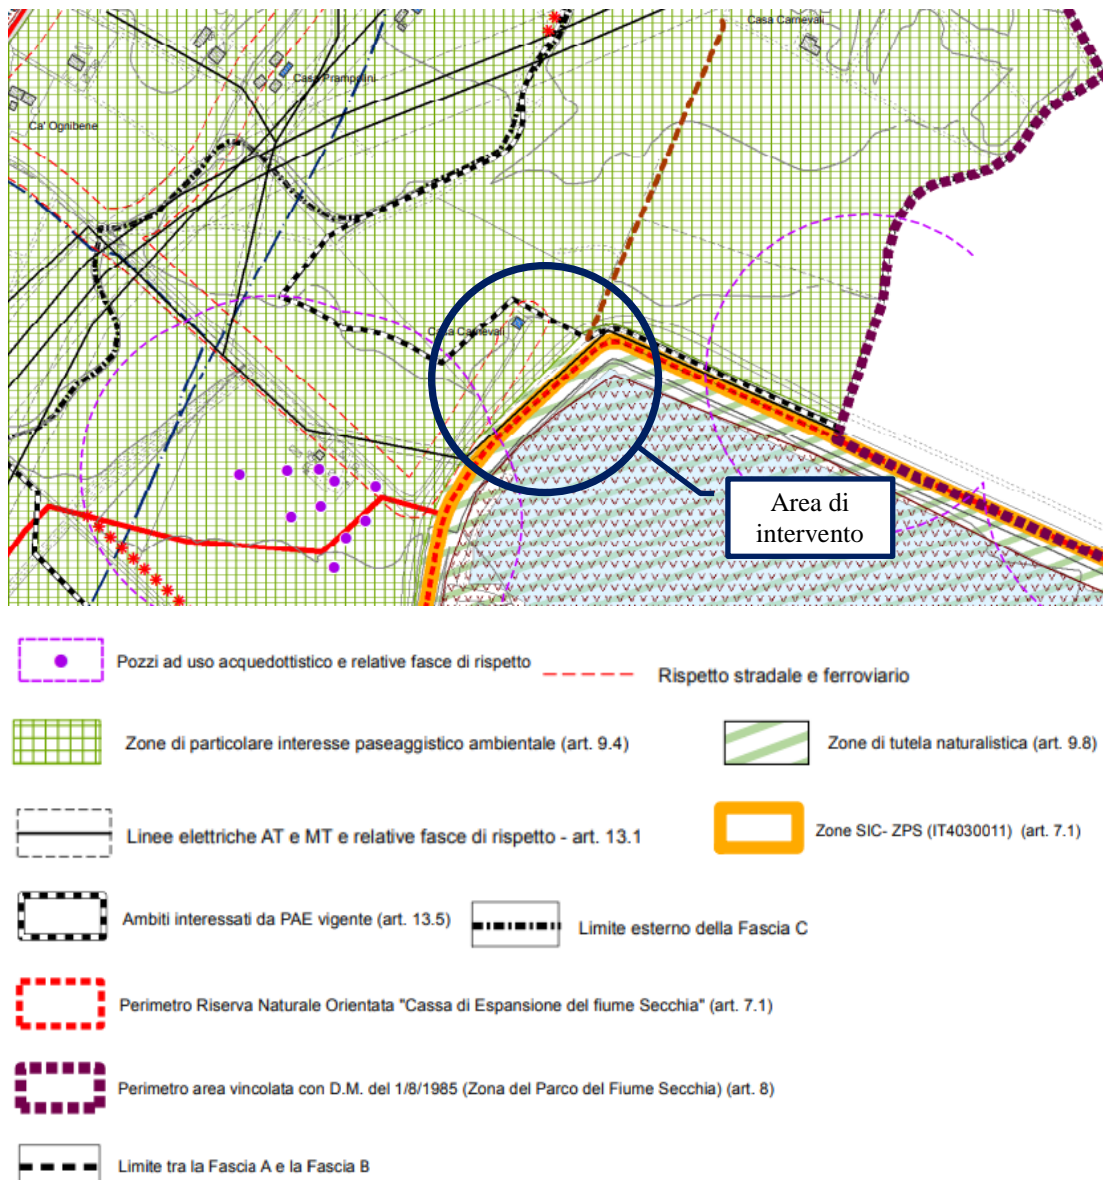 Casa Carnevali
Casa Prampolini
Ca' Ognibene
Casa Carnevali
Area di
intervento
Pozzi ad uso acquedottistico e relative fasce di rispetto
Rispetto stradale e ferroviario
Zone di particolare interesse paseaggistico ambientale (art. 9.4)
Zone di tutela naturalistica (art. 9.8)
Linee elettriche AT e MT e relative fasce di rispetto - art. 13.1
Zone SIC- ZPS (IT4030011) (art. 7.1)
Ambiti interessati da PAE vigente (art. 13.5)
Limite esterno della Fascia C
Perimetro Riserva Naturale Orientata "Cassa di Espansione del fiume Secchia" (art. 7.1)
Perimetro area vincolata con D.M. del 1/8/1985 (Zona del Parco del Fiume Secchia) (art. 8)
Limite tra la Fascia A e la Fascia B